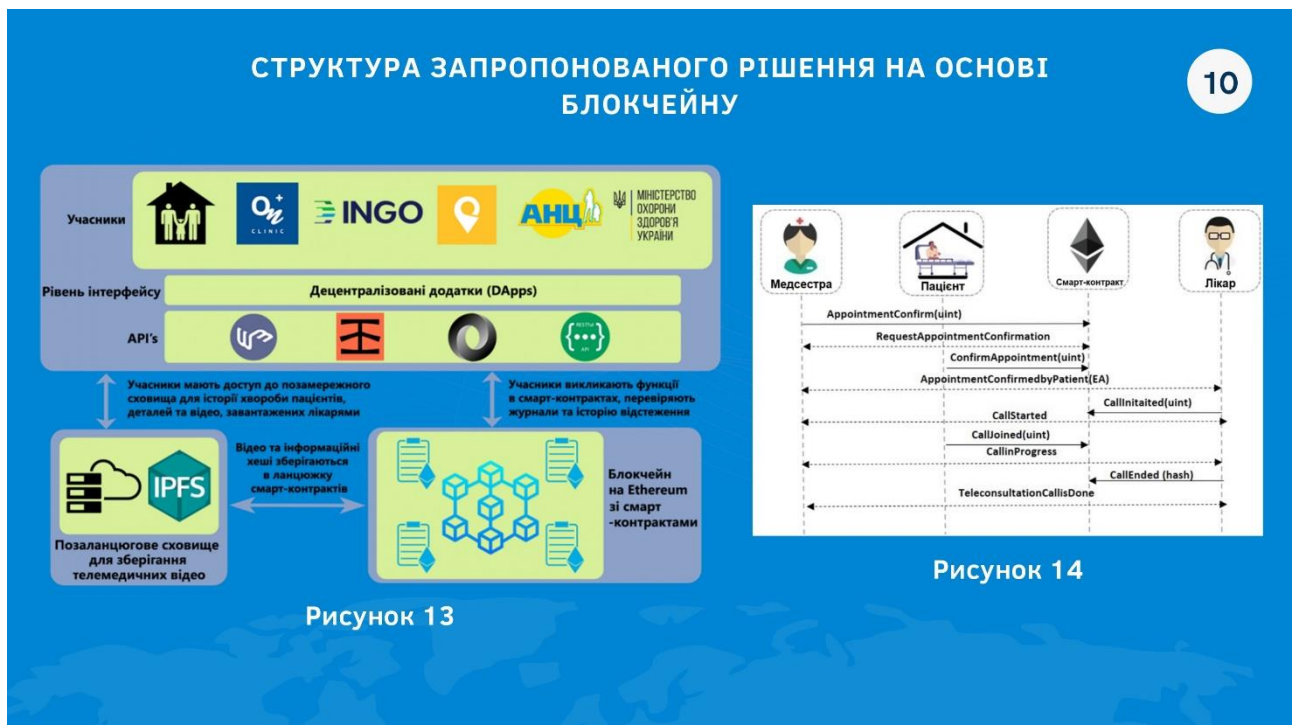 СТРУКТУРА ЗАПРОПОНОВАНОГО РІШЕННЯ НА ОСНОВІ
БЛОКЧЕЙНУ
10
Учасники
On
CLINIC
INGO
АНЦ
МІНІСТЕРСТВО
ОХОРОНИ
ЗДОРОВ'Я
УКРАЇНИ
Рівень інтерфейсу
Децентралізовані додатки (DApps)
API's
RESTful
{•••}
API
Учасники мають доступ до позамережного
сховища для історії хвороби пацієнтів,
деталей та відео, завантажених лікарями
Учасники викликають функції
в смарт-контрактах, перевіряють
журнали та історію відстеження
IPFS
Позаланцюгове сховище
для зберігання
телемедичних відео
Відео та інформаційні
хеші зберігаються
в ланцюжку
смарт-контрактів
Блокчейн
на Ethereum
зі смарт
-контрактами
Рисунок 13
Медсестра
Пацієнт
Смарт-контракт
Лікар
AppointmentConfirm(uint)
RequestAppointmentConfirmation
ConfirmAppointment(uint)
AppointmentConfirmedbyPatient(EA)
CallInitaited(uint)
CallStarted
CallJoined(uint)
CallinProgress
CallEnded (hash)
TeleconsultationCallisDone
Рисунок 14